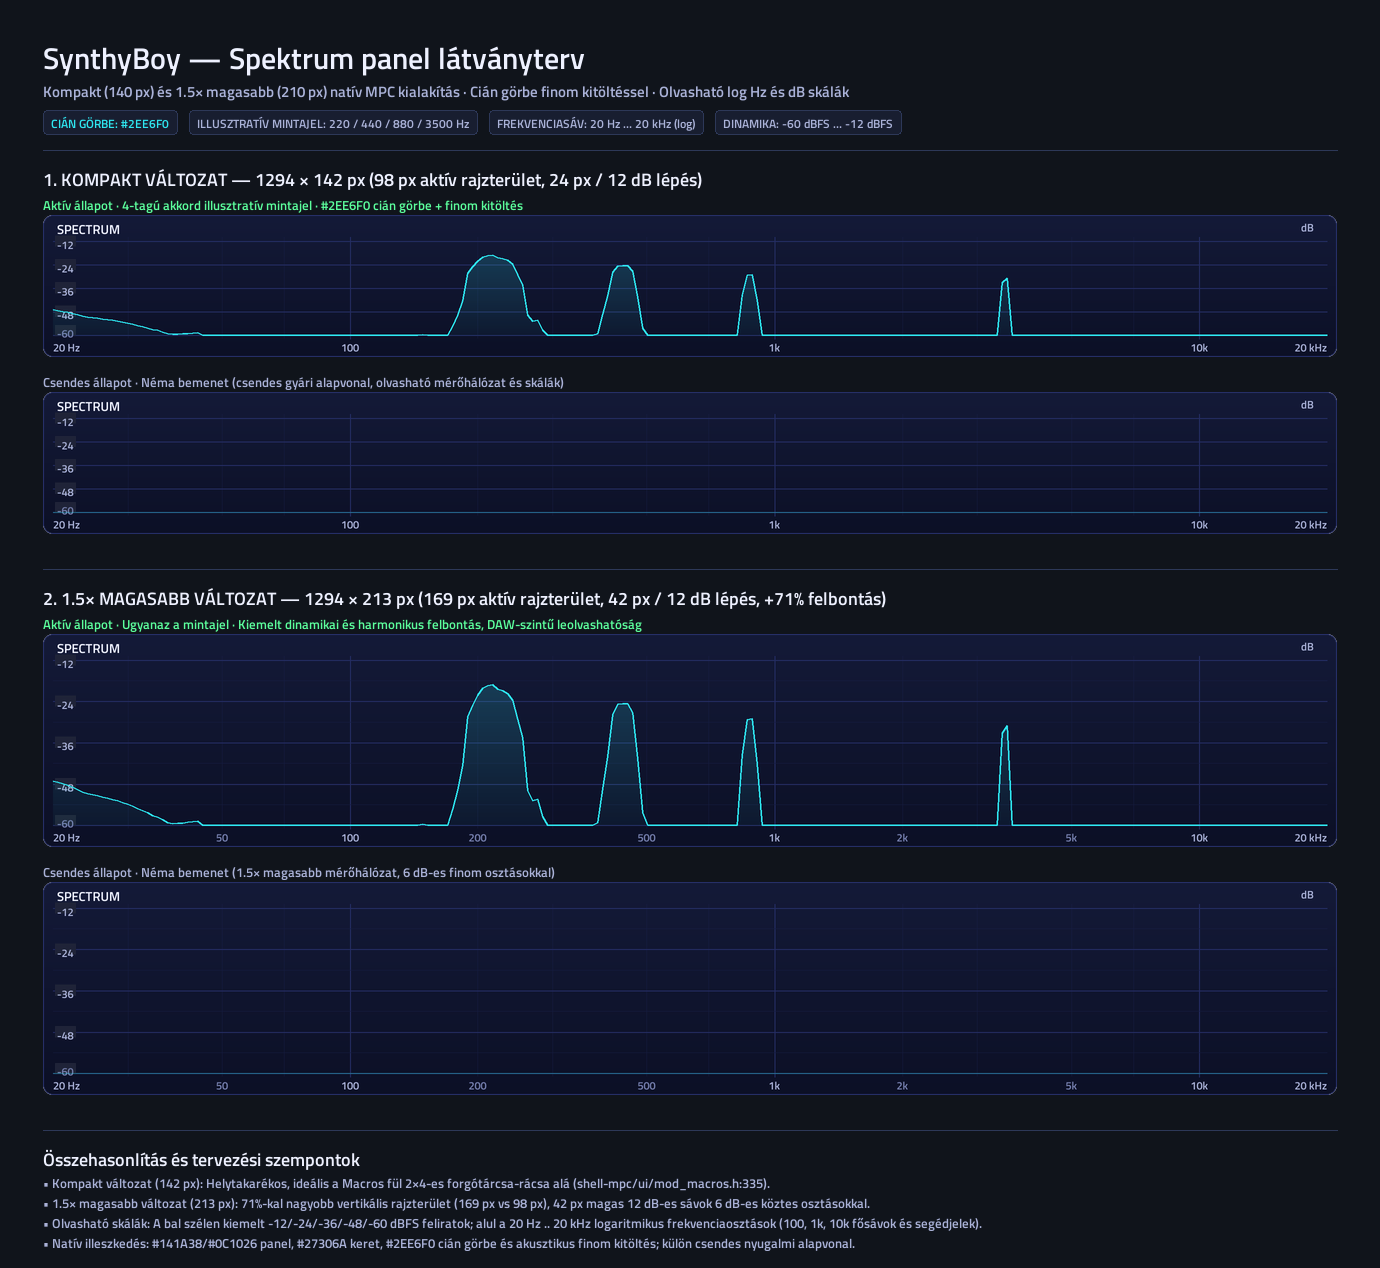 SynthyBoy — Spektrum panel látványterv
Kompakt (140 px) és 1.5× magasabb (210 px) natív MPC kialakítás · Cián görbe finom kitöltéssel · Olvasható log Hz és dB skálák
CIÁN GÖRBE: #2EE6F0 ILLUSZTRATÍV MINTAJEL: 220 / 440 / 880 / 3500 Hz FREKVENCIASÁV: 20 Hz ... 20 kHz (log) DINAMIKA: -60 dBFS ... -12 dBFS
1. KOMPAKT VÁLTOZAT — 1294 × 142 px (98 px aktív rajzterület, 24 px / 12 dB lépés)
Aktív állapot · 4-tagú akkord illusztratív mintajel · #2EE6F0 cián görbe + finom kitöltés
SPECTRUM dB
-12
-24
-36
-48
-60
20 Hz 100 1k 10k 20 kHz
Csendes állapot · Néma bemenet (csendes gyári alapvonal, olvasható mérőhálózat és skálák)
SPECTRUM dB
-12
-24
-36
-48
-60
20 Hz 100 1k 10k 20 kHz
2. 1.5× MAGASABB VÁLTOZAT — 1294 × 213 px (169 px aktív rajzterület, 42 px / 12 dB lépés, +71% felbontás)
Aktív állapot · Ugyanaz a mintajel · Kiemelt dinamikai és harmonikus felbontás, DAW-szintű leolvashatóság
SPECTRUM dB
-12
-24
-36
-48
-60
20 Hz 50 100 200 500 1k 2k 5k 10k 20 kHz
Csendes állapot · Néma bemenet (1.5× magasabb mérőhálózat, 6 dB-es finom osztásokkal)
SPECTRUM dB
-12
-24
-36
-48
-60
20 Hz 50 100 200 500 1k 2k 5k 10k 20 kHz
Összehasonlítás és tervezési szempontok
▪ Kompakt változat (142 px): Helytakarékos, ideális a Macros fül 2×4-es forgótárcsa-rácsa alá (shell-mpc/ui/mod_macros.h:335).
▪ 1.5× magasabb változat (213 px): 71%-kal nagyobb vertikális rajzterület (169 px vs 98 px), 42 px magas 12 dB-es sávok 6 dB-es köztes osztásokkal.
▪ Olvasható skálák: A bal szélen kiemelt -12/-24/-36/-48/-60 dBFS feliratok; alul a 20 Hz .. 20 kHz logaritmikus frekvenciaosztások (100, 1k, 10k fősávok és segédjelek).
▪ Natív illeszkedés: #141A38/#0C1026 panel, #27306A keret, #2EE6F0 cián görbe és akusztikus finom kitöltés; külön csendes nyugalmi alapvonal.